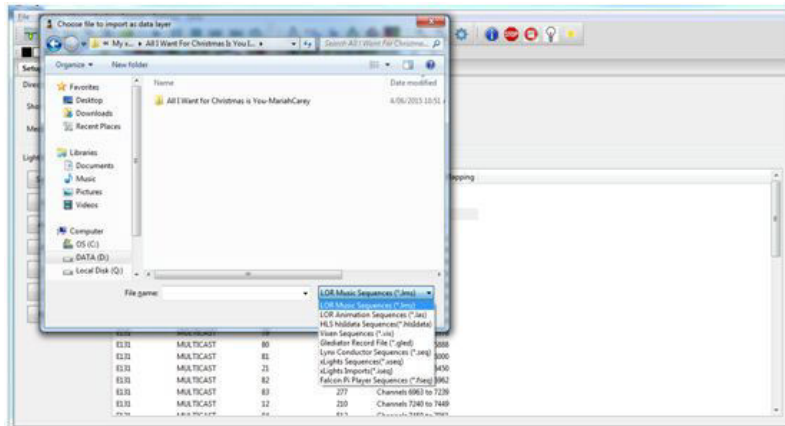 File
Choose file to import as data layer
My s... ▸ All I Want For Christmas Is You I... ▸
Search All I Want For Christma...
Organize ▾ New folder
Favorites
Desktop
Downloads
Recent Places
Libraries
Documents
Music
Pictures
Videos
Computer
OS (C:)
DATA (D:)
Local Disk (Q:)
Name
Date modified
All I Want for Christmas is You-MariahCarey
4/06/2015 10:51
File name:
LOR Music Sequences (*.lms)
LOR Music Sequences (*.lms)
LOR Animation Sequences (*.las)
HLS hlsIdata Sequences(*.hlsIdata)
Vixen Sequences (*.vix)
Glediator Record File (*.gled)
Lynx Conductor Sequences (*.seq)
xLights Sequences(*.xseq)
xLights Imports(*.iseq)
Falcon Pi Player Sequences (*.fseq)
Setup
Sho
Med
Light
apping
E131 MULTICAST
E131 MULTICAST 80
E131 MULTICAST 81
E131 MULTICAST 21
E131 MULTICAST 82
E131 MULTICAST 83 277 Channels 6963 to 7239
E131 MULTICAST 12 210 Channels 7240 to 7449